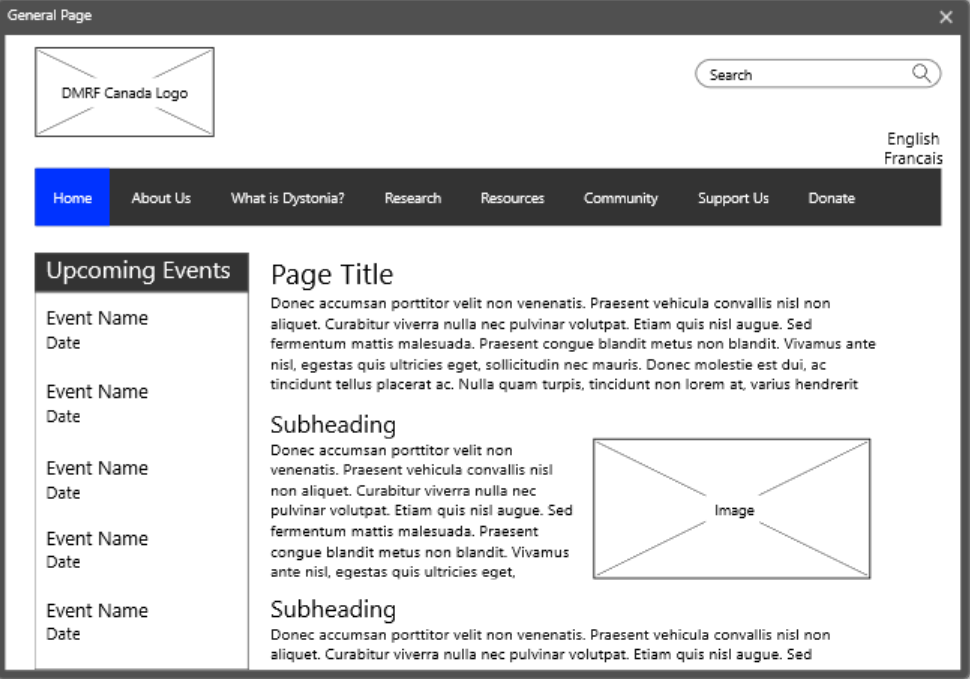 General Page
DMRF Canada Logo
Search
English
Francais
Home About Us What is Dystonia? Research Resources Community Support Us Donate
Upcoming Events
Event Name
Date
Event Name
Date
Event Name
Date
Event Name
Date
Event Name
Date
Page Title
Donec accumsan porttitor velit non venenatis. Praesent vehicula convallis nisl non
aliquet. Curabitur viverra nulla nec pulvinar volutpat. Etiam quis nisl augue. Sed
fermentum mattis malesuada. Praesent congue blandit metus non blandit. Vivamus ante
nisl, egestas quis ultricies eget, sollicitudin nec mauris. Donec molestie est dui, ac
tincidunt tellus placerat ac. Nulla quam turpis, tincidunt non lorem at, varius hendrerit
Subheading
Donec accumsan porttitor velit non
venenatis. Praesent vehicula convallis nisl
non aliquet. Curabitur viverra nulla nec
pulvinar volutpat. Etiam quis nisl augue. Sed
fermentum mattis malesuada. Praesent
congue blandit metus non blandit. Vivamus
ante nisl, egestas quis ultricies eget,
Image
Subheading
Donec accumsan porttitor velit non venenatis. Praesent vehicula convallis nisl non
aliquet. Curabitur viverra nulla nec pulvinar volutpat. Etiam quis nisl augue. Sed